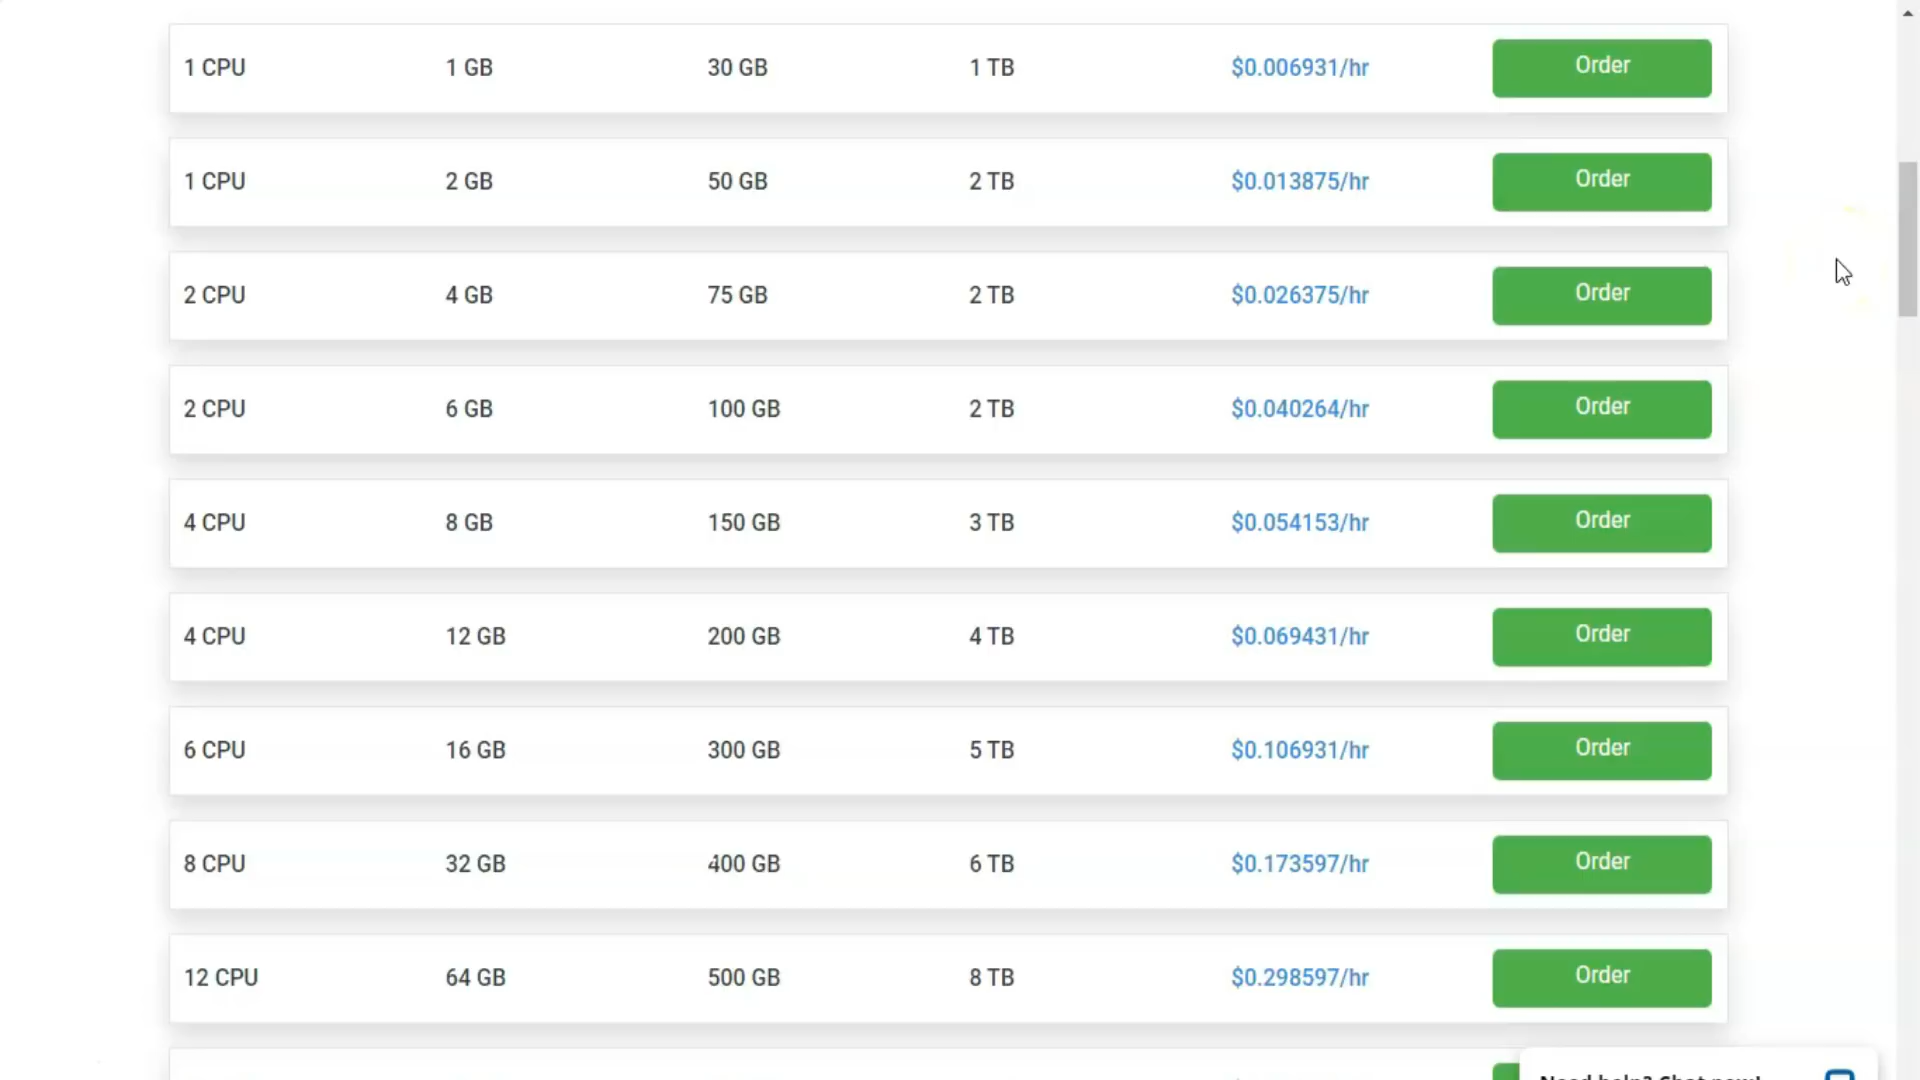 1 CPU 1 GB 30 GB 1 TB $0.006931/hr Order
1 CPU 2 GB 50 GB 2 TB $0.013875/hr Order
2 CPU 4 GB 75 GB 2 TB $0.026375/hr Order
2 CPU 6 GB 100 GB 2 TB $0.040264/hr Order
4 CPU 8 GB 150 GB 3 TB $0.054153/hr Order
4 CPU 12 GB 200 GB 4 TB $0.069431/hr Order
6 CPU 16 GB 300 GB 5 TB $0.106931/hr Order
8 CPU 32 GB 400 GB 6 TB $0.173597/hr Order
12 CPU 64 GB 500 GB 8 TB $0.298597/hr Order
Need help? Chat now!